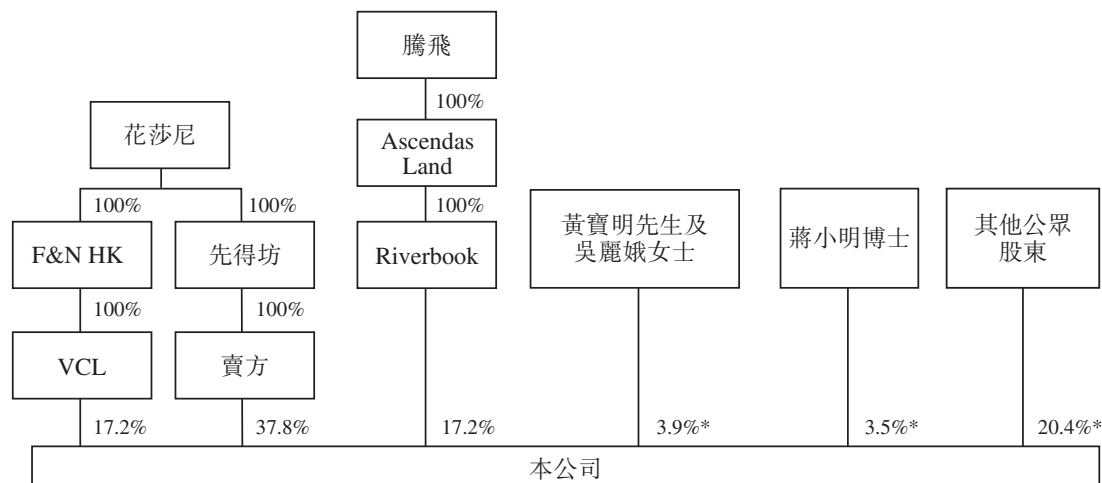 騰飛
100%
花莎尼
Ascendas
Land
100%
100%
100%
F&N HK
先得坊
Riverbook
黃寶明先生及
吳麗娥女士
蔣小明博士
其他公眾
股東
100%
100%
VCL
賣方
17.2%
37.8%
17.2%
3.9%*
3.5%*
20.4%*
本公司